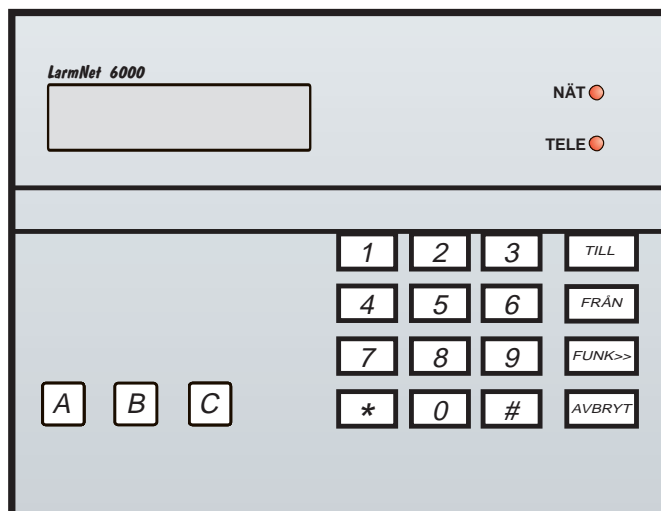 LarmNet 6000
NÄT
TELE
1 2 3 TILL
4 5 6 FRÅN
7 8 9 FUNK>>
A B C * 0 # AVBRYT